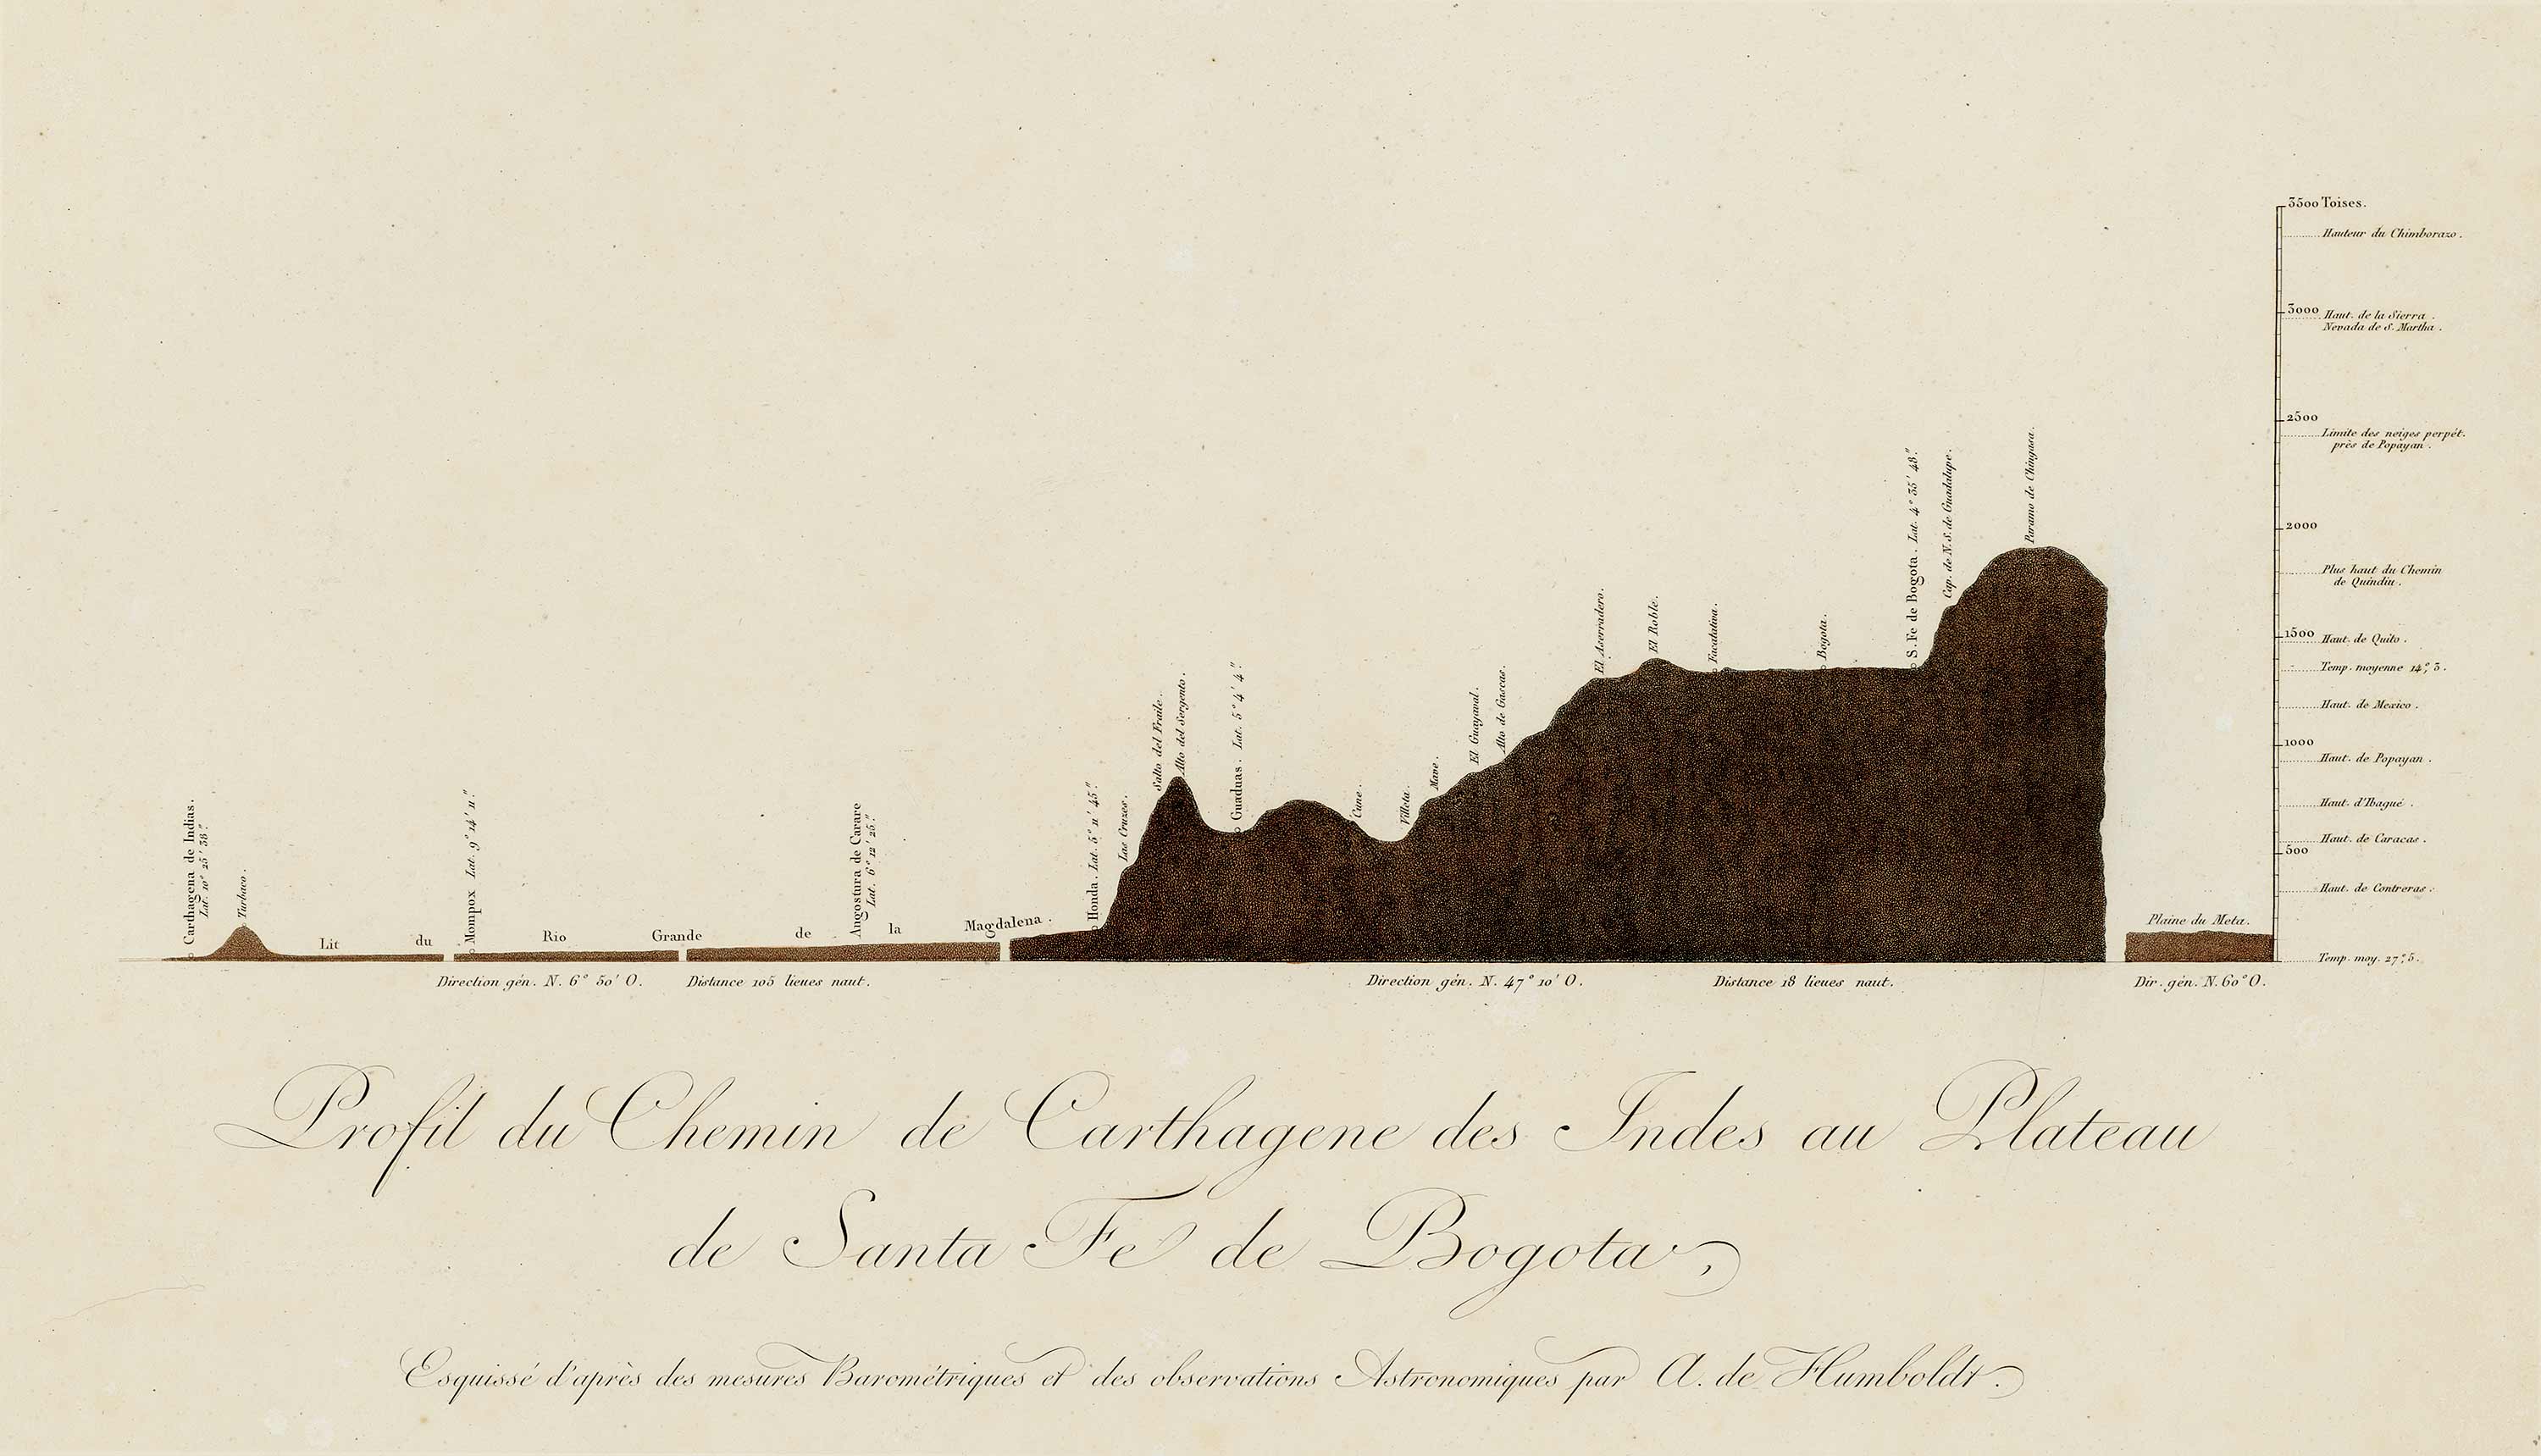 3500 Toises.
Hauteur du Chimborazo.
3000 Haut. de la Sierra
Nevada de S. Martha.
2500
Limite des neiges perpét.
près de Popayan.
2000
Plus haut du Chemin
de Quindiu.
1500 Haut. de Quito.
Temp. moyenne 14°, 3.
Haut. de Mexico.
1000
Haut. de Popayan.
Haut. d'Ibagué.
Haut. de Caracas.
500
Haut. de Contreras.
Temp. moy. 27°, 5.
Carthagena de Indias.
Lat. 10° 25' 38"
Turbaco.
Mompox Lat. 9° 14' 11"
Angostura de Carare
Lat. 6° 12' 25"
Honda. Lat. 5° 11' 45"
Las Cruzes.
Salto del Fraile.
Alto del Sergento.
Guaduas. Lat. 5° 4' 4"
Cune.
Villeta.
Mave.
El Guayaval.
Alto de Gascas.
El Aserradero.
El Roble.
Facatativa.
Bogota.
S. Fe de Bogota. Lat. 4° 35' 48"
Cap. de N. S. de Guadalupe.
Paramo de Chingasa.
Lit du Rio Grande de la Magdalena.
Plaine du Meta.
Direction gén. N. 6° 50' O. Distance 105 lieues naut.
Direction gén. N. 47° 10' O. Distance 18 lieues naut.
Dir. gén. N. 60° O.
Profil du Chemin de Carthagene des Indes au Plateau
de Santa Fe de Bogota,
Esquissé d'après des mesures Barométriques et des observations Astronomiques par A. de Humboldt.